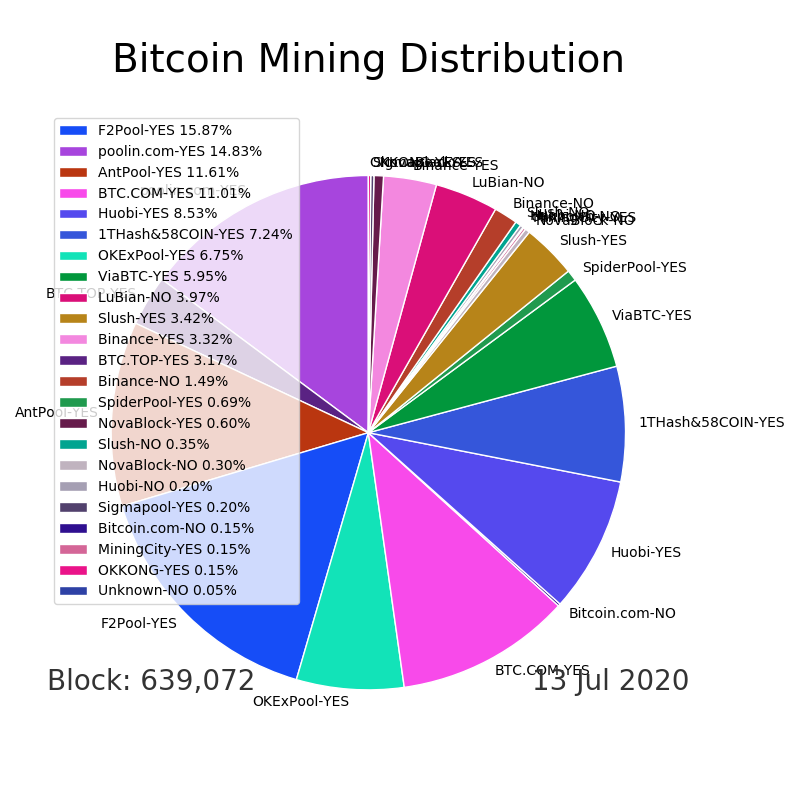 Bitcoin Mining Distribution
F2Pool-YES 15.87%
poolin.com-YES 14.83%
AntPool-YES 11.61%
BTC.COM-YES 11.01%
Huobi-YES 8.53%
1THash&58COIN-YES 7.24%
OKExPool-YES 6.75%
ViaBTC-YES 5.95%
LuBian-NO 3.97%
Slush-YES 3.42%
Binance-YES 3.32%
BTC.TOP-YES 3.17%
Binance-NO 1.49%
SpiderPool-YES 0.69%
NovaBlock-YES 0.60%
Slush-NO 0.35%
NovaBlock-NO 0.30%
Huobi-NO 0.20%
Sigmapool-YES 0.20%
Bitcoin.com-NO 0.15%
MiningCity-YES 0.15%
OKKONG-YES 0.15%
Unknown-NO 0.05%
Binance-YES
LuBian-NO
Binance-NO
Slush-NO
NovaBlock-NO
Slush-YES
SpiderPool-YES
ViaBTC-YES
1THash&58COIN-YES
Huobi-YES
Bitcoin.com-NO
BTC.COM-YES
OKExPool-YES
F2Pool-YES
AntPool-YES
BTC.TOP-YES
poolin.com-YES
Block: 639,072
13 Jul 2020